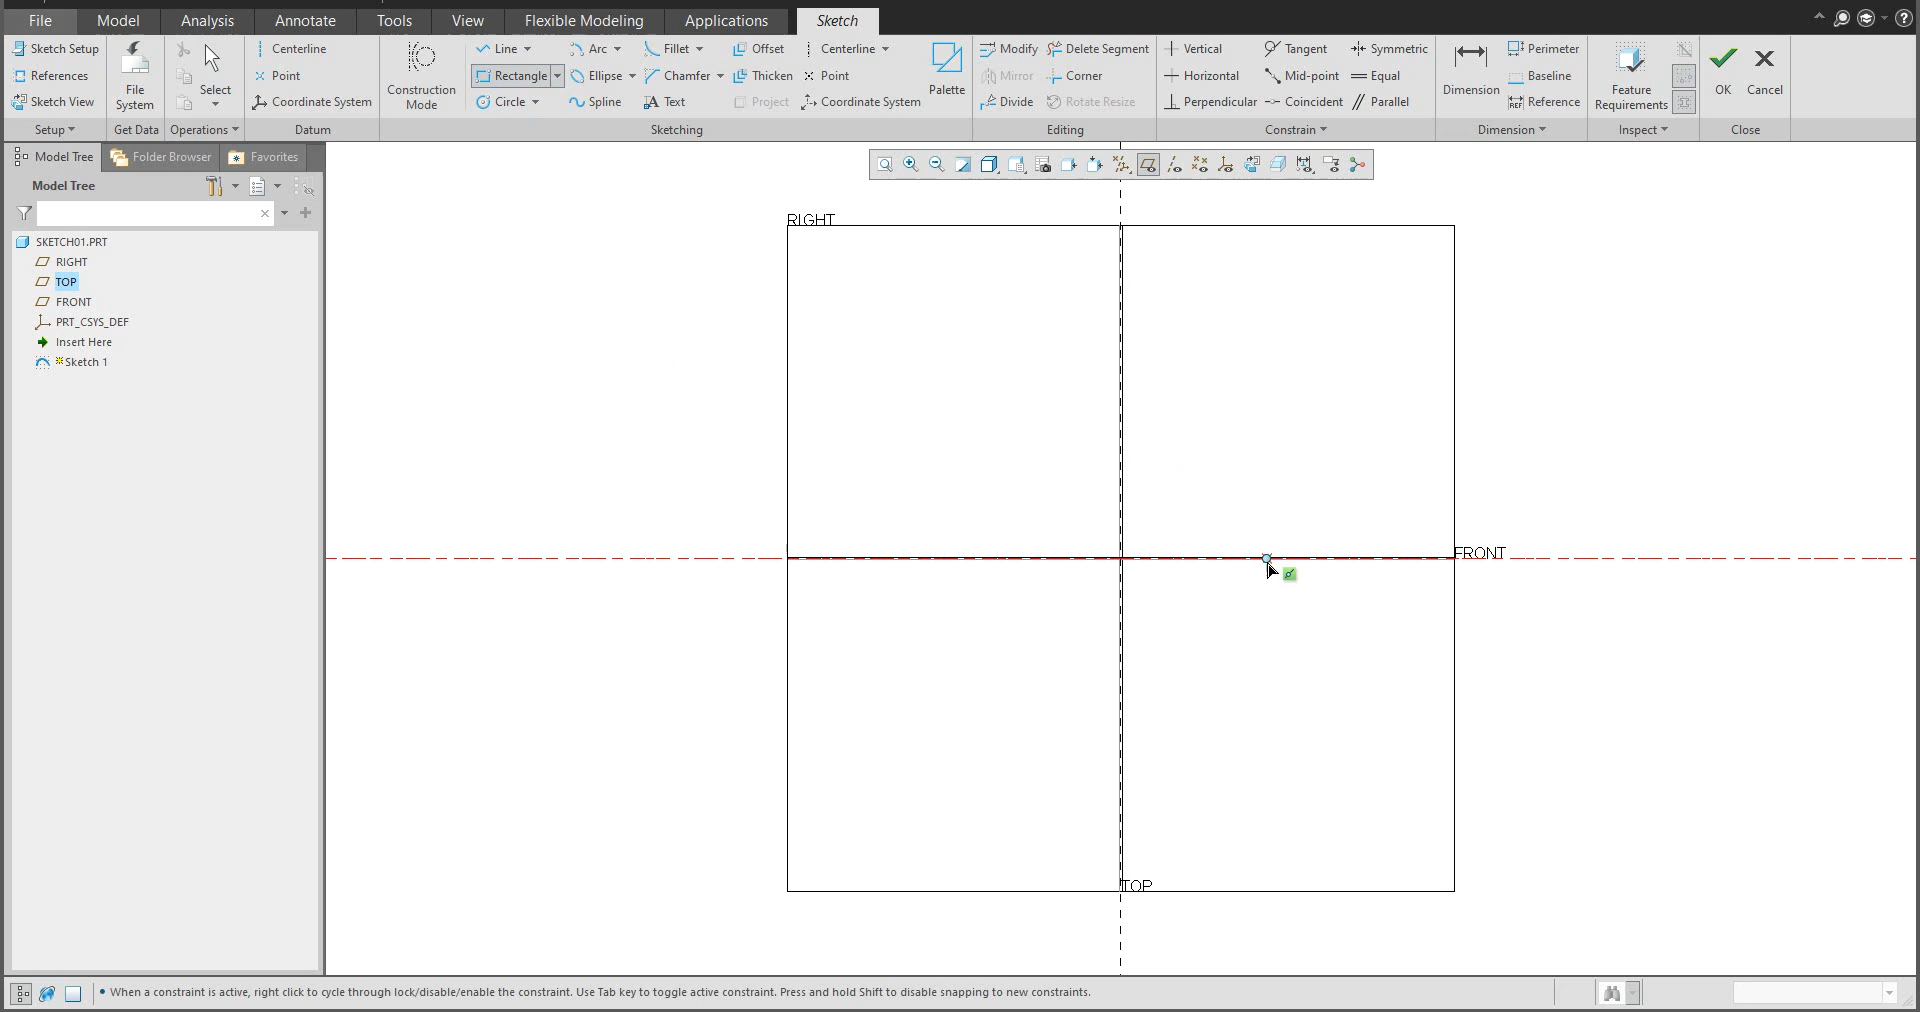 File Model Analysis Annotate Tools View Flexible Modeling Applications Sketch
Sketch Setup
References
Sketch View
Setup
File
System
Get Data
Select
Operations
Centerline
Point
Coordinate System
Datum
Construction
Mode
Line Arc Fillet Offset Centerline
Rectangle Ellipse Chamfer Thicken Point
Circle Spline Text Project Coordinate System
Palette
Sketching
Modify Delete Segment
Mirror Corner
Divide Rotate Resize
Editing
Vertical Tangent Symmetric
Horizontal Mid-point Equal
Perpendicular Coincident Parallel
Constrain
Dimension
Perimeter
Baseline
REF Reference
Dimension
Feature
Requirements
Inspect
OK Cancel
Close
Model Tree Folder Browser Favorites
Model Tree
SKETCH01.PRT
RIGHT
TOP
FRONT
PRT_CSYS_DEF
Insert Here
Sketch 1
RIGHT
FRONT
TOP
• When a constraint is active, right click to cycle through lock/disable/enable the constraint. Use Tab key to toggle active constraint. Press and hold Shift to disable snapping to new constraints.